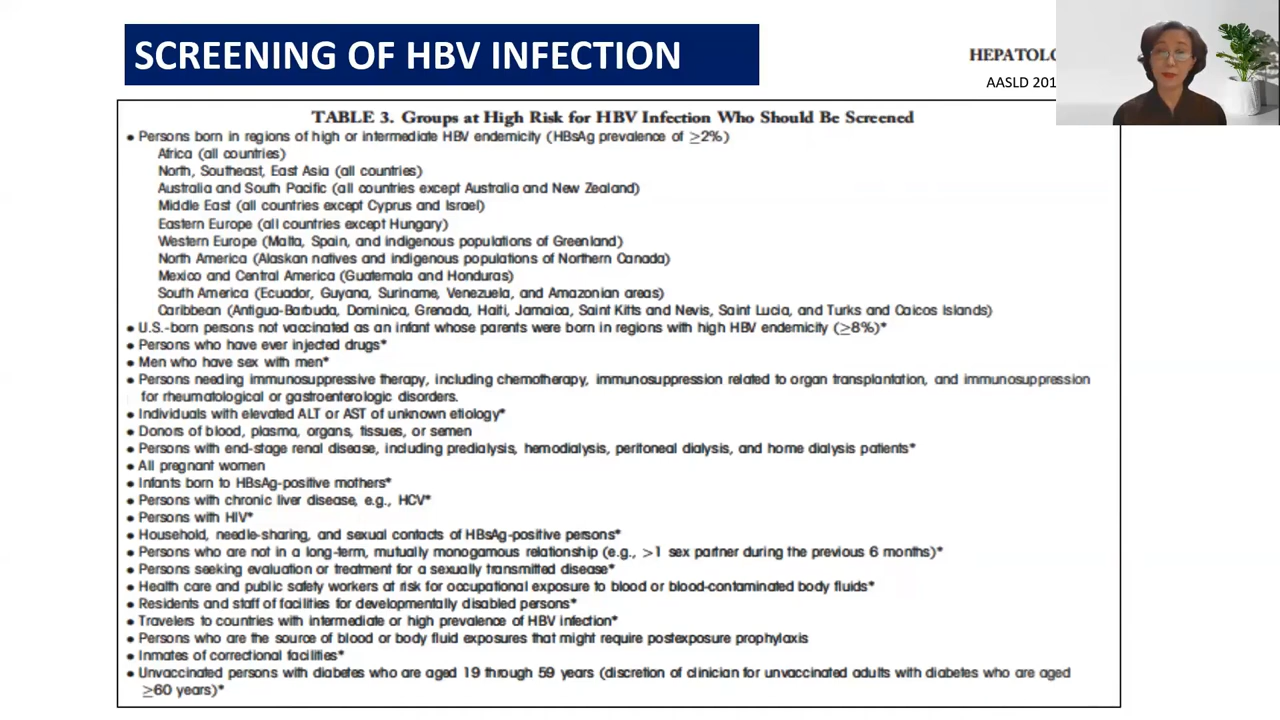 SCREENING OF HBV INFECTION
HEPATOLO
AASLD 201
TABLE 3. Groups at High Risk for HBV Infection Who Should Be Screened
● Persons born in regions of high or intermediate HBV endemicity (HBsAg prevalence of ≥2%)
Africa (all countries)
North, Southeast, East Asia (all countries)
Australia and South Pacific (all countries except Australia and New Zealand)
Middle East (all countries except Cyprus and Israel)
Eastern Europe (all countries except Hungary)
Western Europe (Malta, Spain, and indigenous populations of Greenland)
North America (Alaskan natives and indigenous populations of Northern Canada)
Mexico and Central America (Guatemala and Honduras)
South America (Ecuador, Guyana, Suriname, Venezuela, and Amazonian areas)
Caribbean (Antigua-Barbuda, Dominica, Grenada, Haiti, Jamaica, Saint Kitts and Nevis, Saint Lucia, and Turks and Caicos Islands)
● U.S.-born persons not vaccinated as an infant whose parents were born in regions with high HBV endemicity (≥8%)*
● Persons who have ever injected drugs*
● Men who have sex with men*
● Persons needing immunosuppressive therapy, including chemotherapy, immunosuppression related to organ transplantation, and immunosuppression
for rheumatological or gastroenterologic disorders.
● Individuals with elevated ALT or AST of unknown etiology*
● Donors of blood, plasma, organs, tissues, or semen
● Persons with end-stage renal disease, including predialysis, hemodialysis, peritoneal dialysis, and home dialysis patients*
● All pregnant women
● Infants born to HBsAg-positive mothers*
● Persons with chronic liver disease, e.g., HCV*
● Persons with HIV*
● Household, needle-sharing, and sexual contacts of HBsAg-positive persons*
● Persons who are not in a long-term, mutually monogamous relationship (e.g., >1 sex partner during the previous 6 months)*
● Persons seeking evaluation or treatment for a sexually transmitted disease*
● Health care and public safety workers at risk for occupational exposure to blood or blood-contaminated body fluids*
● Residents and staff of facilities for developmentally disabled persons*
● Travelers to countries with intermediate or high prevalence of HBV infection*
● Persons who are the source of blood or body fluid exposures that might require postexposure prophylaxis
● Inmates of correctional facilities*
● Unvaccinated persons with diabetes who are aged 19 through 59 years (discretion of clinician for unvaccinated adults with diabetes who are aged
≥60 years)*